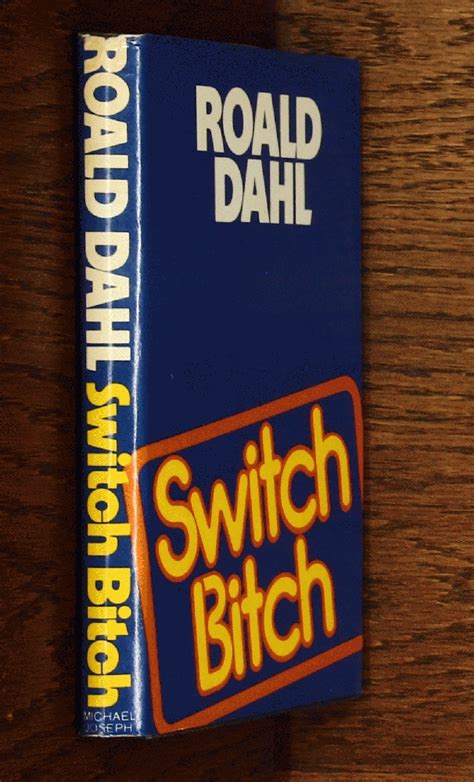 ROALD DAHL Switch Bitch
MICHAEL
JOSEPH
ROALD
DAHL
Switch
Bitch